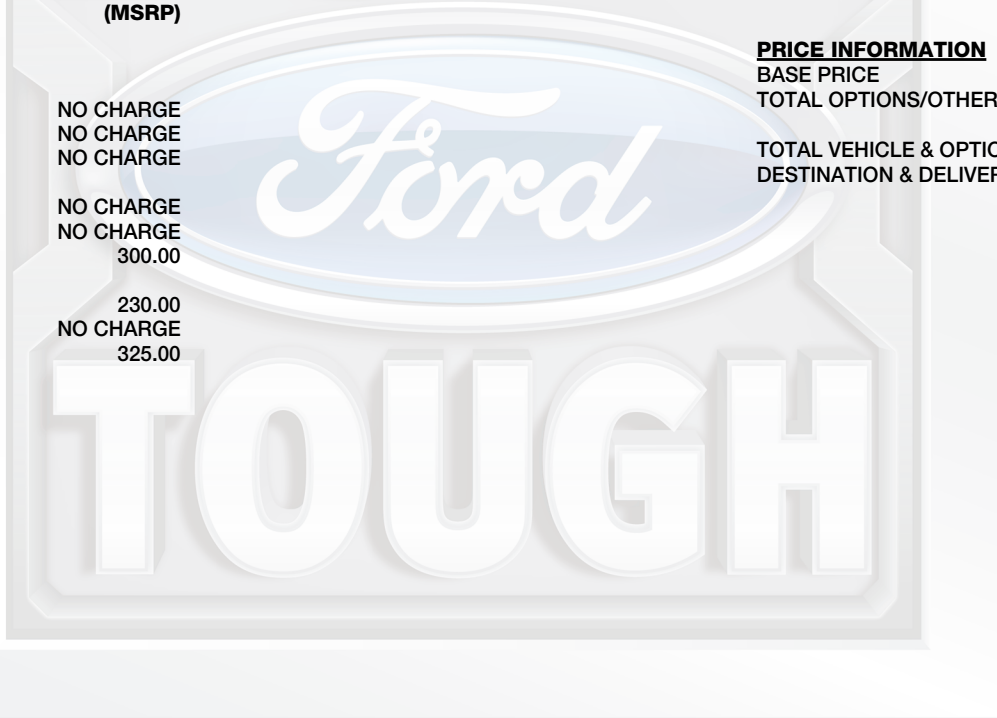 (MSRP)
NO CHARGE
NO CHARGE
NO CHARGE
NO CHARGE
NO CHARGE
300.00
230.00
NO CHARGE
325.00
PRICE INFORMATION
BASE PRICE
TOTAL OPTIONS/OTHER
TOTAL VEHICLE & OPTIO
DESTINATION & DELIVER
Ford
TOUGH